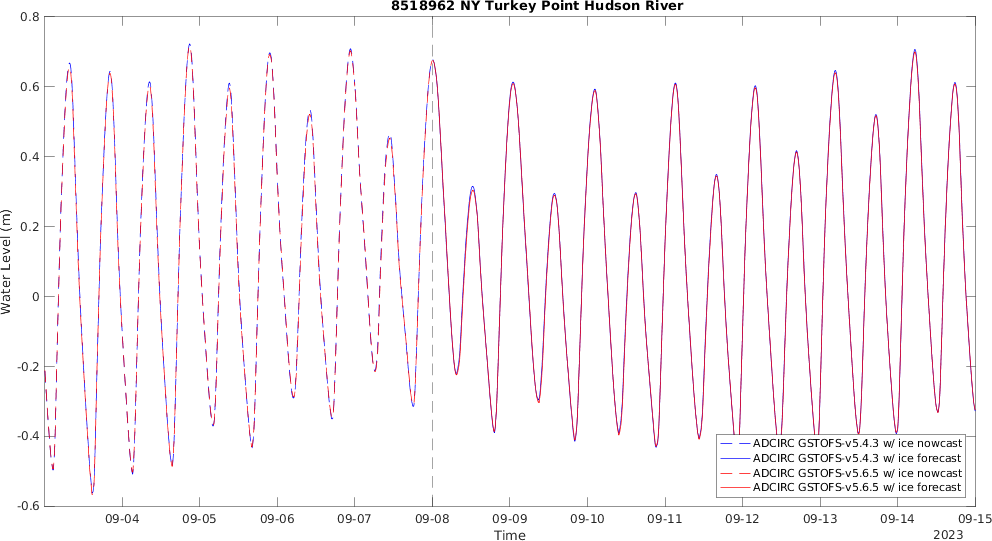 8518962 NY Turkey Point Hudson River
Water Level (m)
0.8
0.6
0.4
0.2
0
-0.2
-0.4
-0.6
ADCIRC GSTOFS-v5.4.3 w/ ice nowcast
ADCIRC GSTOFS-v5.4.3 w/ ice forecast
ADCIRC GSTOFS-v5.6.5 w/ ice nowcast
ADCIRC GSTOFS-v5.6.5 w/ ice forecast
09-04 09-05 09-06 09-07 09-08 09-09 09-10 09-11 09-12 09-13 09-14 09-15
Time
2023